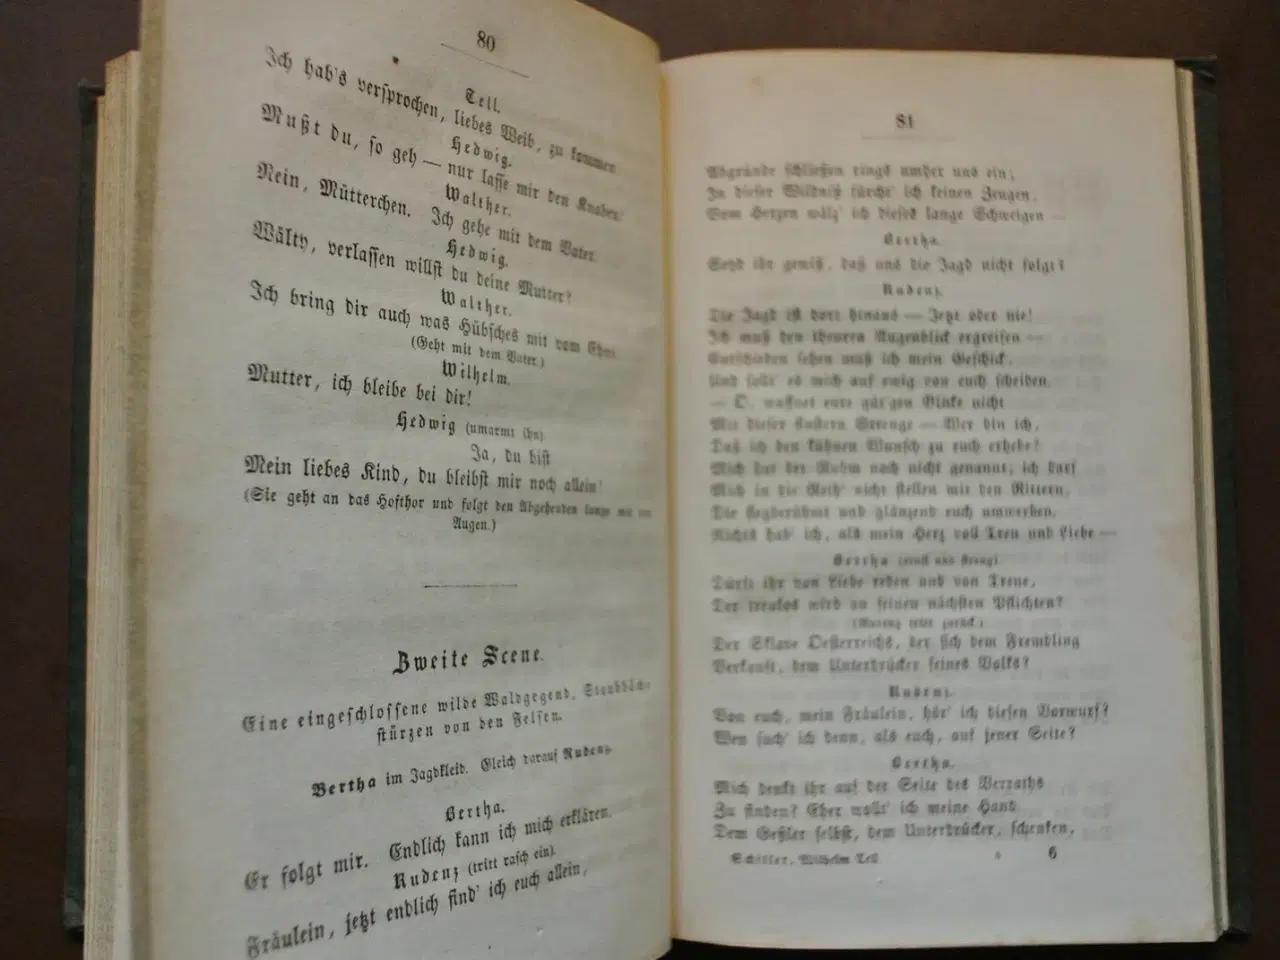 80
Tell.
Ich hab's versprochen, liebes Weib, zu kommen
Hedwig.
Mußt du, so geh — nur lasse mir den Knaben!
Walther.
Nein, Mütterchen. Ich gehe mit dem Vater.
Hedwig.
Wälty, verlassen willst du deine Mutter?
Walther.
Ich bring dir auch was Hübsches mit vom Ehni.
(Geht mit dem Vater.)
Wilhelm.
Mutter, ich bleibe bei dir!
Hedwig (umarmt ihn)
Ja, du bist
Mein liebes Kind, du bleibst mir noch allein!
(Sie geht an das Hofthor und folgt den Abgehenden lange mit den
Augen.)
Zweite Scene.
Eine eingeschlossene wilde Waldgegend, Staubbäche
stürzen von den Felsen.
Bertha im Jagdkleid. Gleich darauf Rudenz.
Bertha.
Er folgt mir. Endlich kann ich mich erklären.
Rudenz (tritt rasch ein).
Fräulein, jetzt endlich find' ich euch allein,
81
Abgründe schließen rings umher uns ein;
In dieser Wildniß fürcht' ich keinen Zeugen,
Vom Herzen wälz' ich dieses lange Schweigen —
Bertha.
Seyd ihr gewiß, daß uns die Jagd nicht folgt?
Rudenz.
Die Jagd ist dort hinaus — Jetzt oder nie!
Ich muß den theuren Augenblick ergreifen —
Entschieden sehen muß ich mein Geschick,
Und sollt' es mich auf ewig von euch scheiden.
— O, waffnet eure güt'gen Blicke nicht
Mit dieser finstern Strenge — Wer bin ich,
Daß ich den kühnen Wunsch zu euch erhebe?
Mich hat der Ruhm noch nicht genannt; ich darf
Mich in die Reih' nicht stellen mit den Rittern,
Die siegberühmt und glänzend euch umwerben.
Nichts hab' ich, als mein Herz voll Treu und Liebe —
Bertha (ernst und streng)
Dürft ihr von Liebe reden und von Treue,
Der treulos wird an seinen nächsten Pflichten?
(Rudenz tritt zurück.)
Der Sklave Oesterreichs, der sich dem Fremdling
Verkauft, dem Unterdrücker seines Volks?
Rudenz.
Von euch, mein Fräulein, hör' ich diesen Vorwurf?
Wen such' ich denn, als euch, auf jener Seite?
Bertha.
Mich denkt ihr auf der Seite des Verraths
Zu finden? Eher wollt' ich meine Hand
Dem Geßler selbst, dem Unterdrücker, schenken,
Schiller, Wilhelm Tell 6